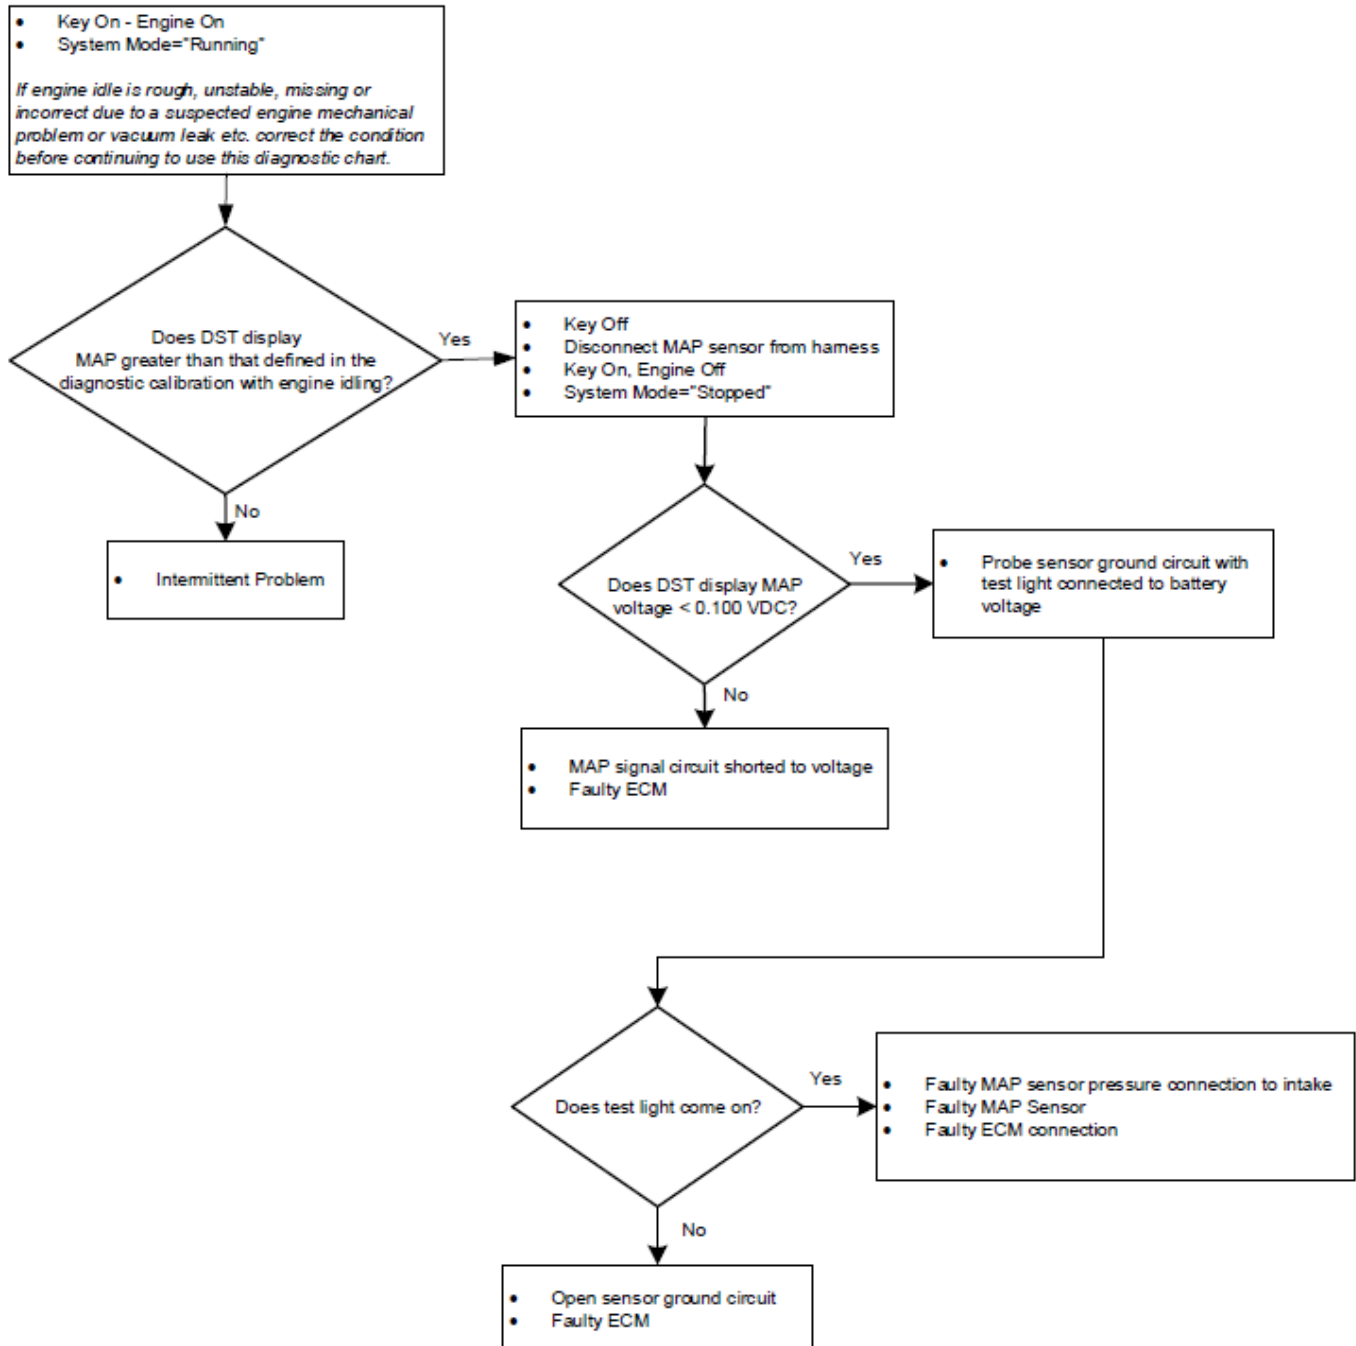 • Key On - Engine On
• System Mode="Running"
If engine idle is rough, unstable, missing or
incorrect due to a suspected engine mechanical
problem or vacuum leak etc. correct the condition
before continuing to use this diagnostic chart.
Does DST display
MAP greater than that defined in the
diagnostic calibration with engine idling?
Yes
• Key Off
• Disconnect MAP sensor from harness
• Key On, Engine Off
• System Mode="Stopped"
No
• Intermittent Problem
Does DST display MAP
voltage < 0.100 VDC?
Yes
• Probe sensor ground circuit with
test light connected to battery
voltage
No
• MAP signal circuit shorted to voltage
• Faulty ECM
Does test light come on?
Yes
• Faulty MAP sensor pressure connection to intake
• Faulty MAP Sensor
• Faulty ECM connection
No
• Open sensor ground circuit
• Faulty ECM